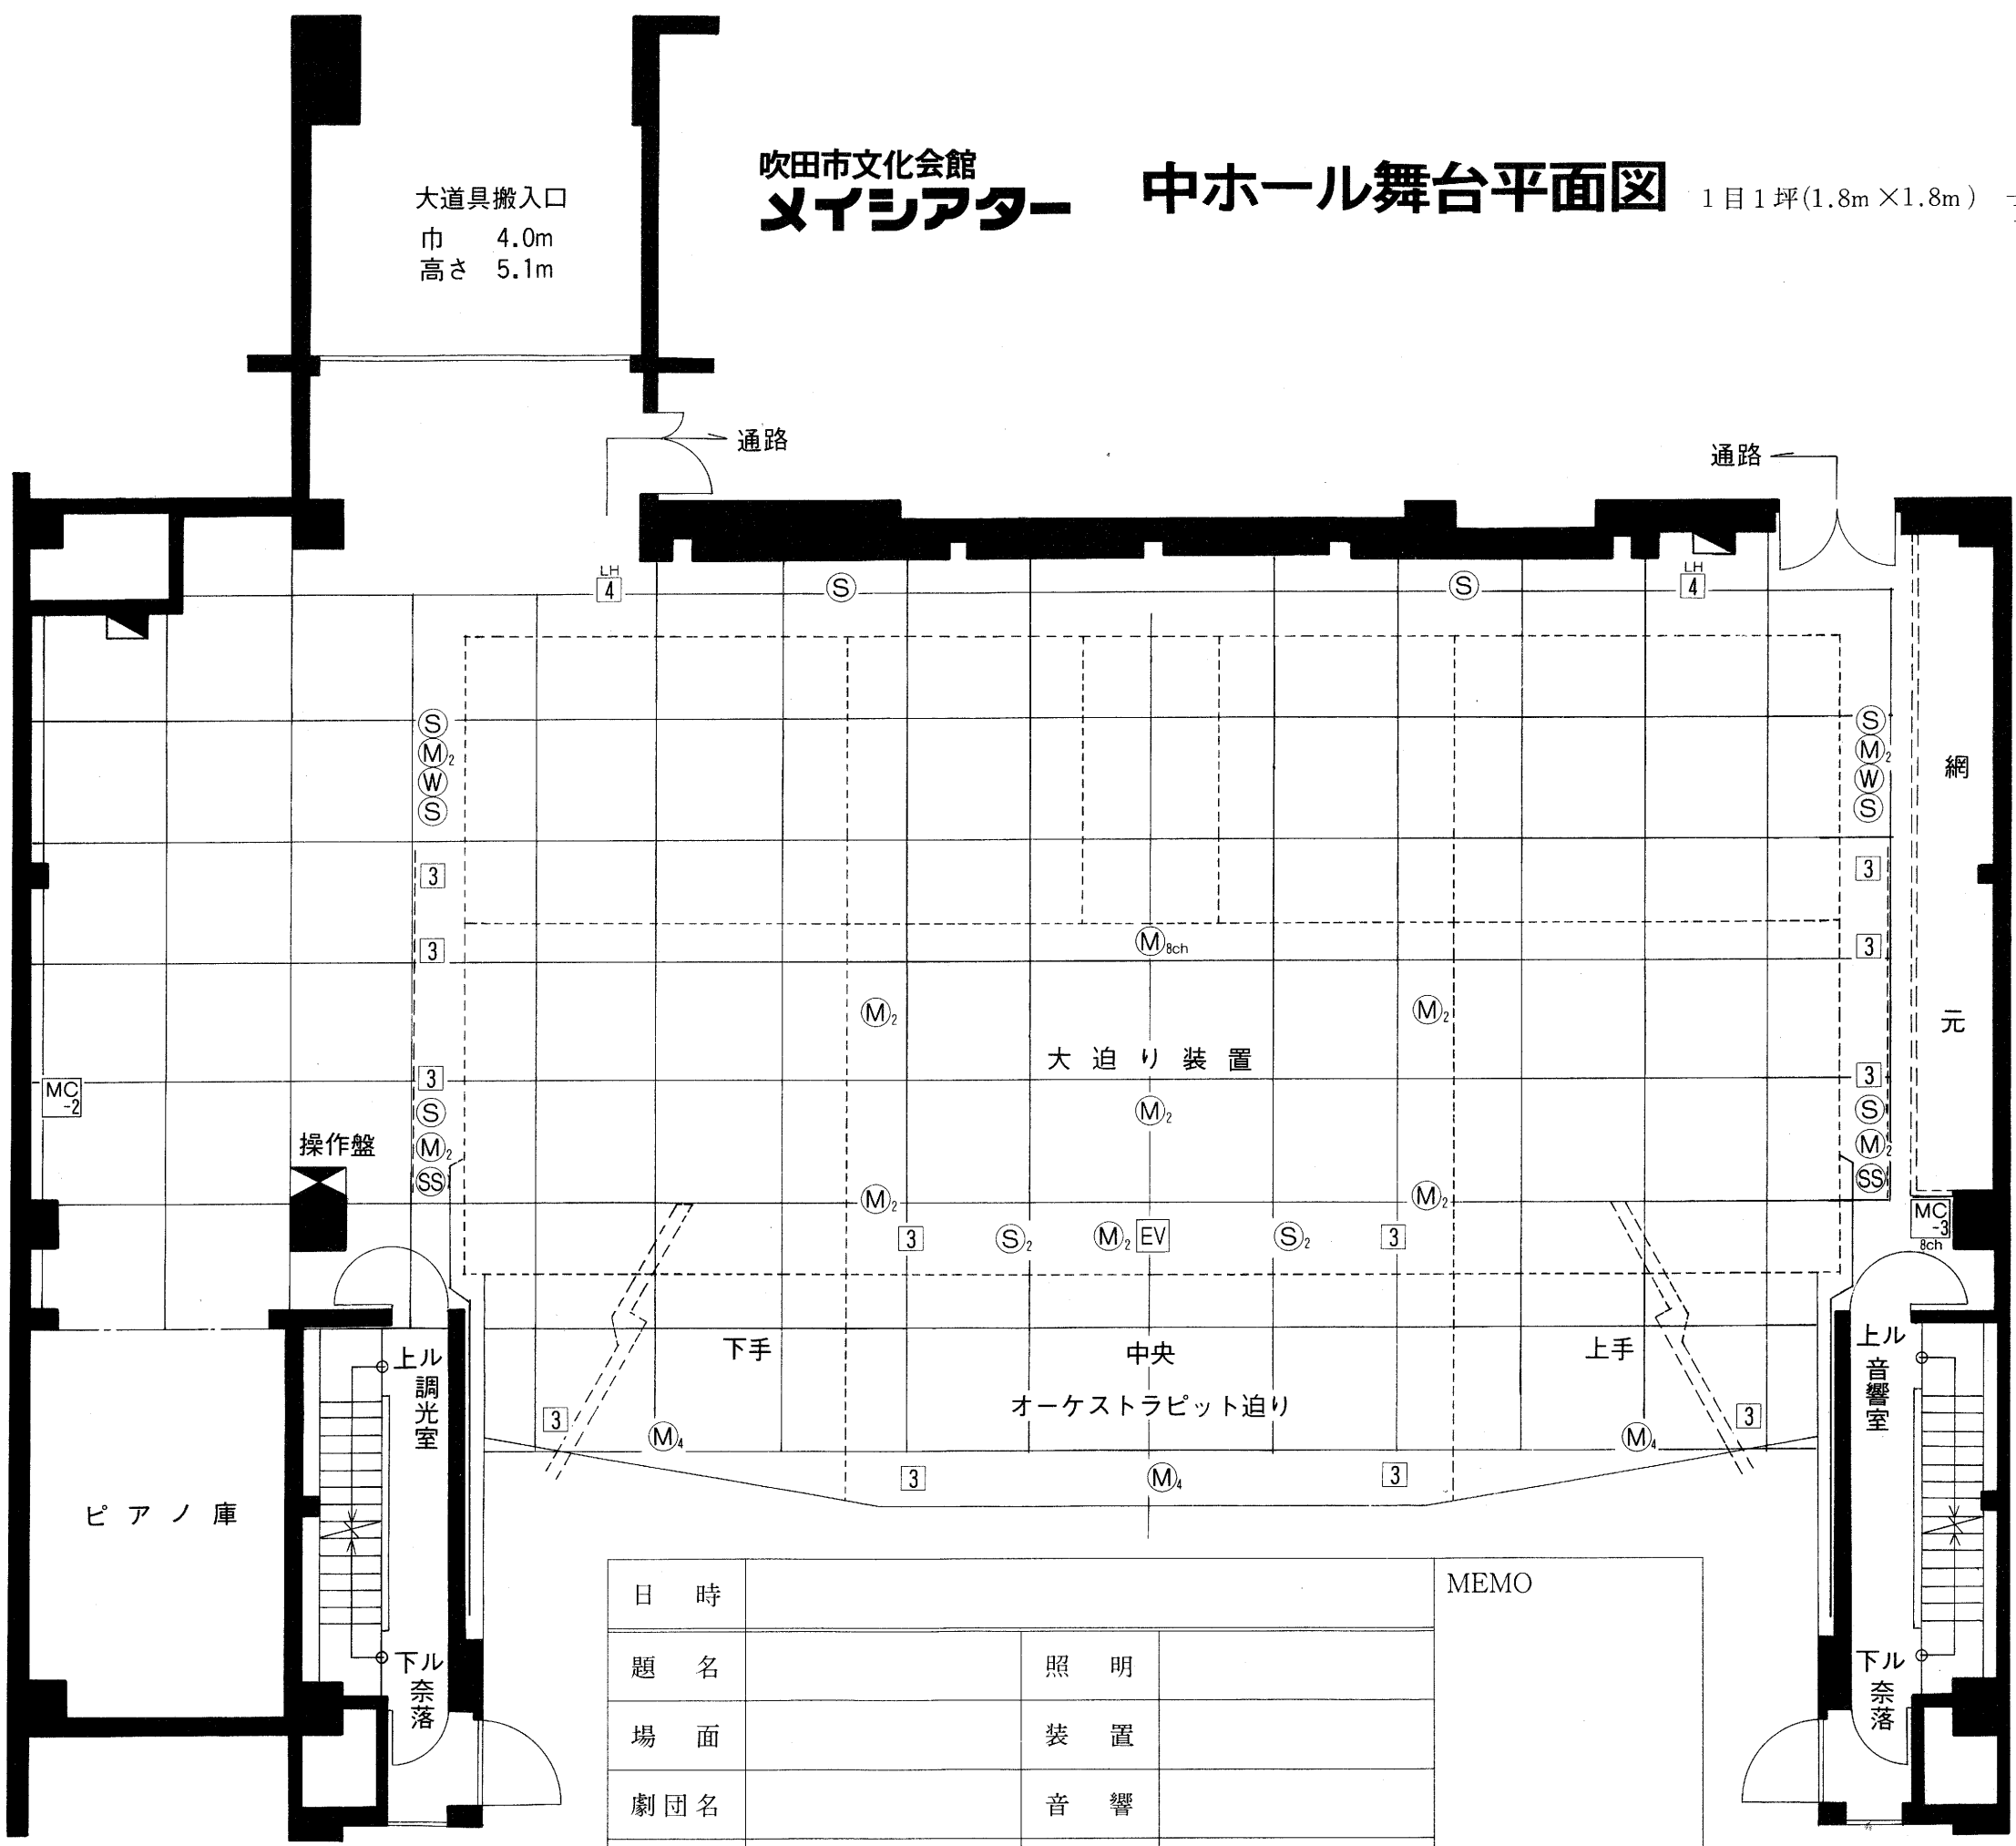 吹田市文化会館
メイシアター
中ホール舞台平面図
1目1坪(1.8m×1.8m)
大道具搬入口
巾 4.0m
高さ 5.1m
通路
通路
LH
4
S
S
LH
4
S
M2
W
S
S
M2
W
S
網元
3
3
3
M8ch
3
M2
M2
大迫り装置
MC-2
3
3
S
M2
SS
M2
S
M2
SS
操作盤
M2
M2
3
S2
M2
EV
S2
3
MC-3
8ch
上ル
調光室
下手
中央
上手
上ル
音響室
オーケストラピット迫り
3
M4
M4
3
3
M4
3
ピアノ庫
下ル
奈落
下ル
奈落
日時
MEMO
題名 照明
場面 装置
劇団名 音響